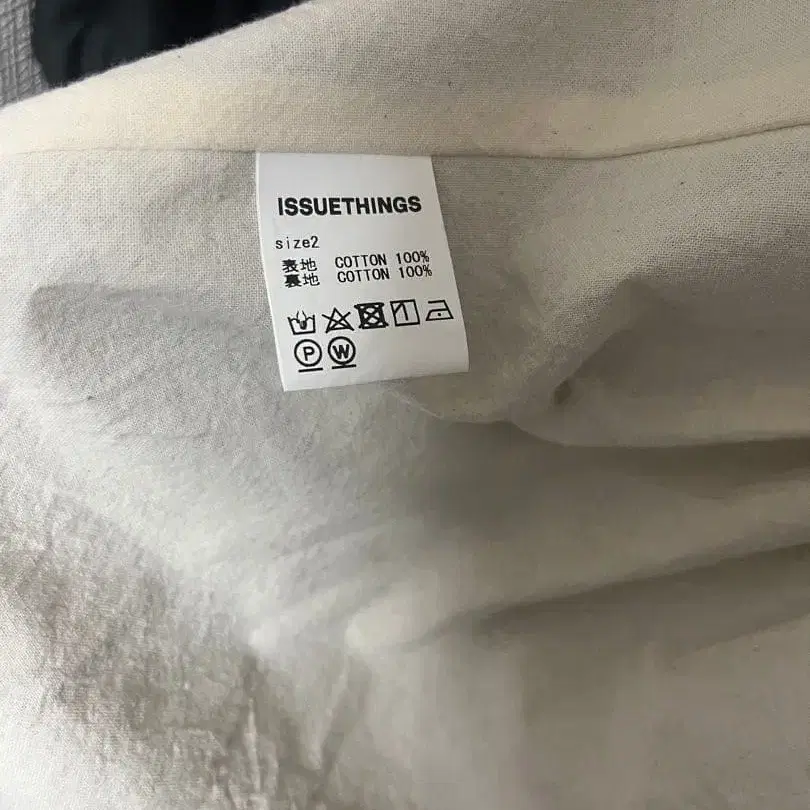 ISSUETHINGS
size2
表地 COTTON 100%
裏地 COTTON 100%
P W